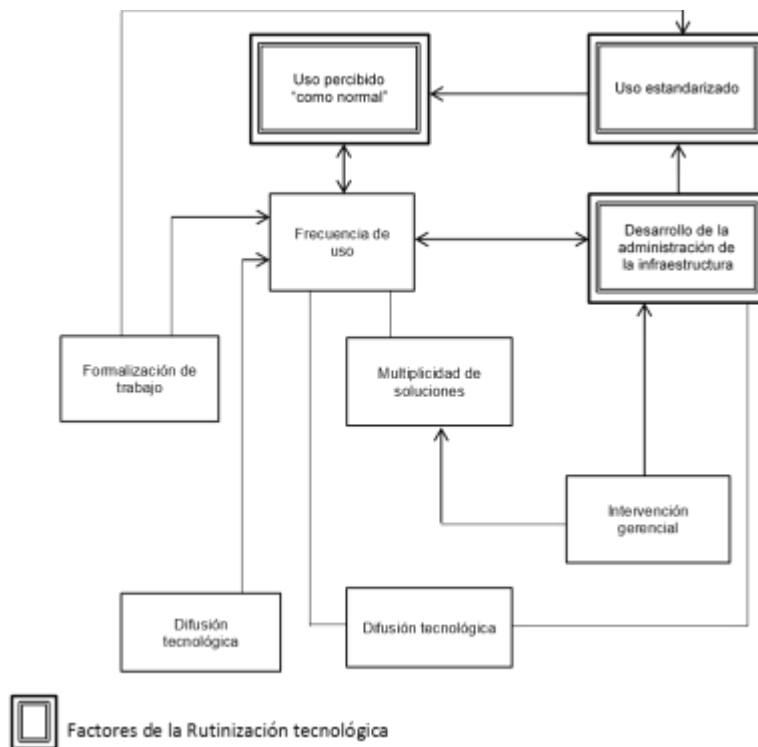 Uso percibido
"como normal"
Uso estandarizado
Frecuencia de
uso
Desarrollo de la
administración de
la infraestructura
Formalización de
trabajo
Multiplicidad de
soluciones
Intervención
gerencial
Difusión
tecnológica
Difusión tecnológica
Factores de la Rutinización tecnológica